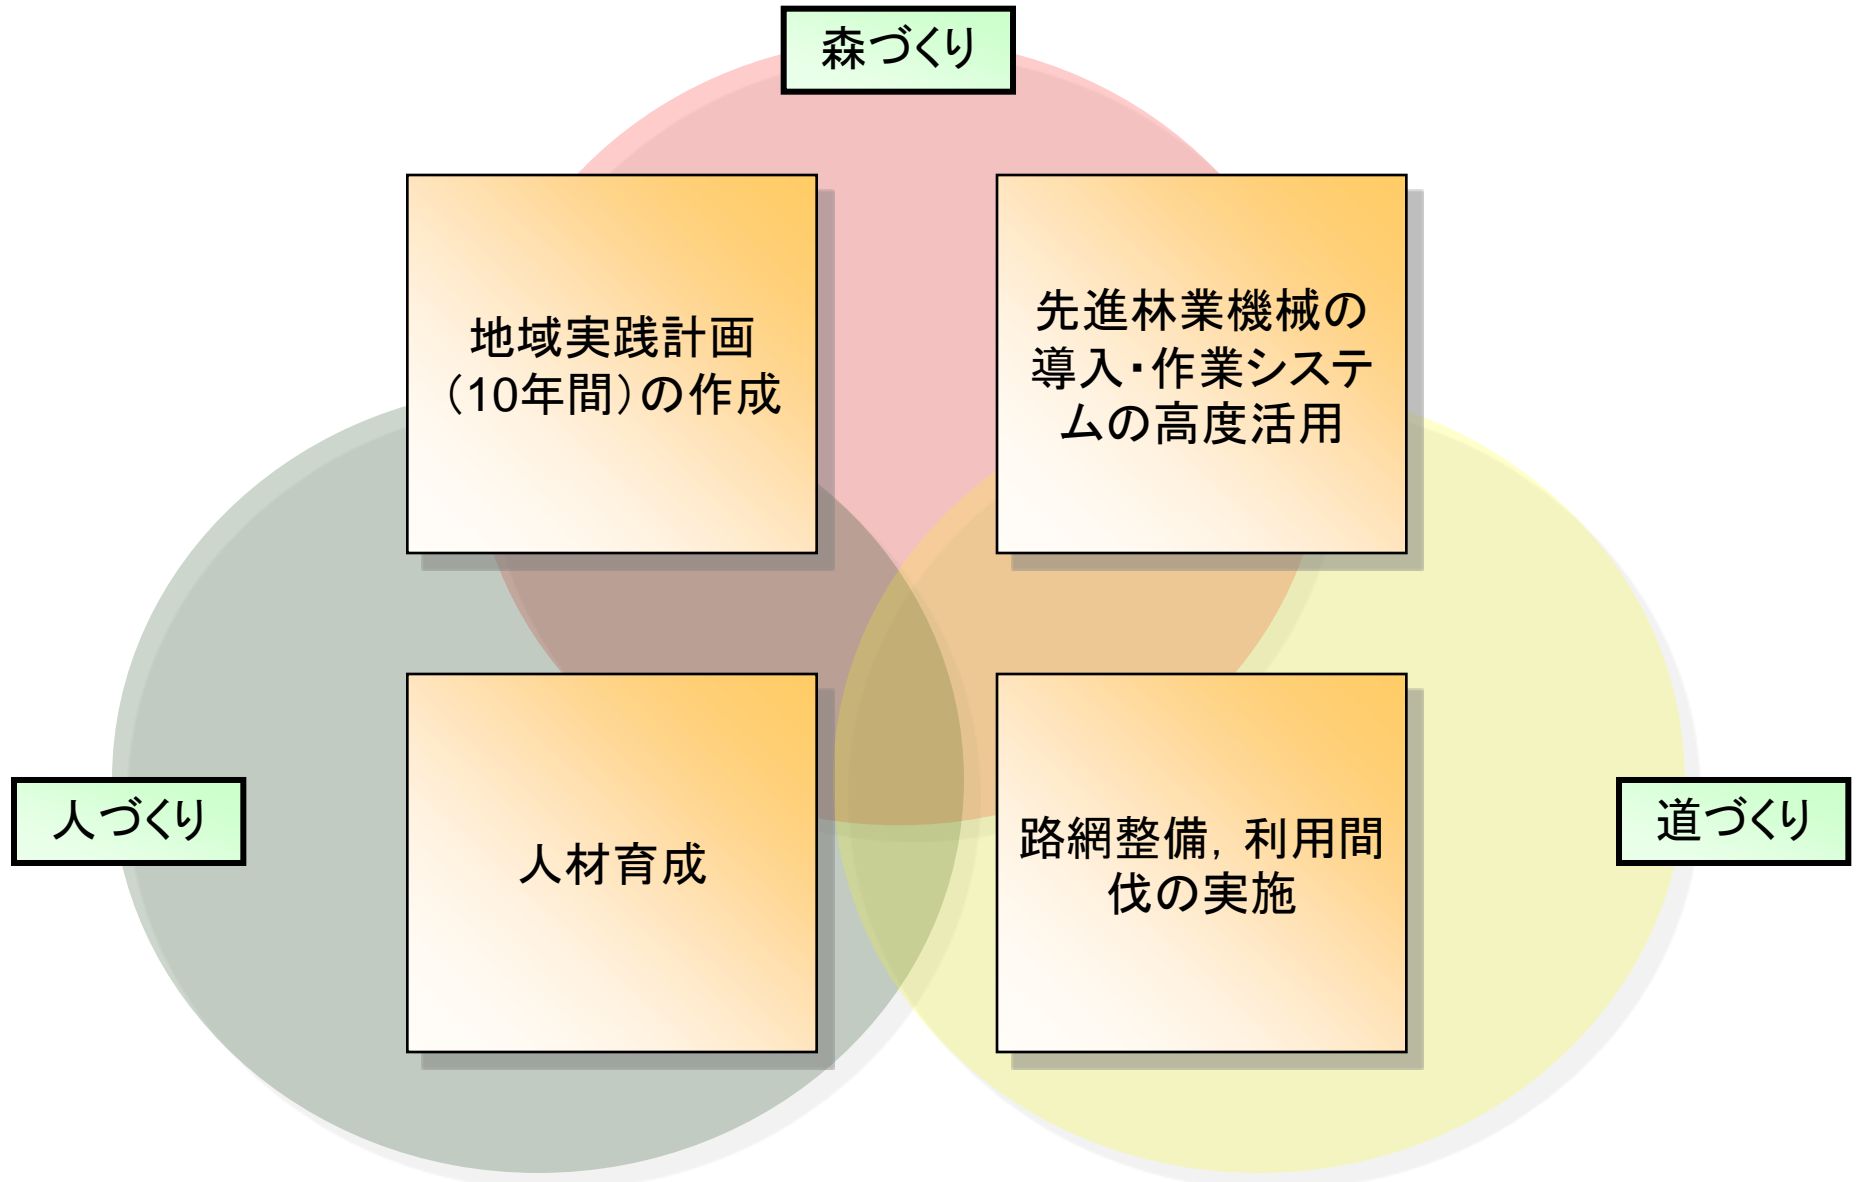 森づくり
地域実践計画
（10年間）の作成
先進林業機械の
導入・作業システ
ムの高度活用
人づくり
人材育成
路網整備，利用間
伐の実施
道づくり